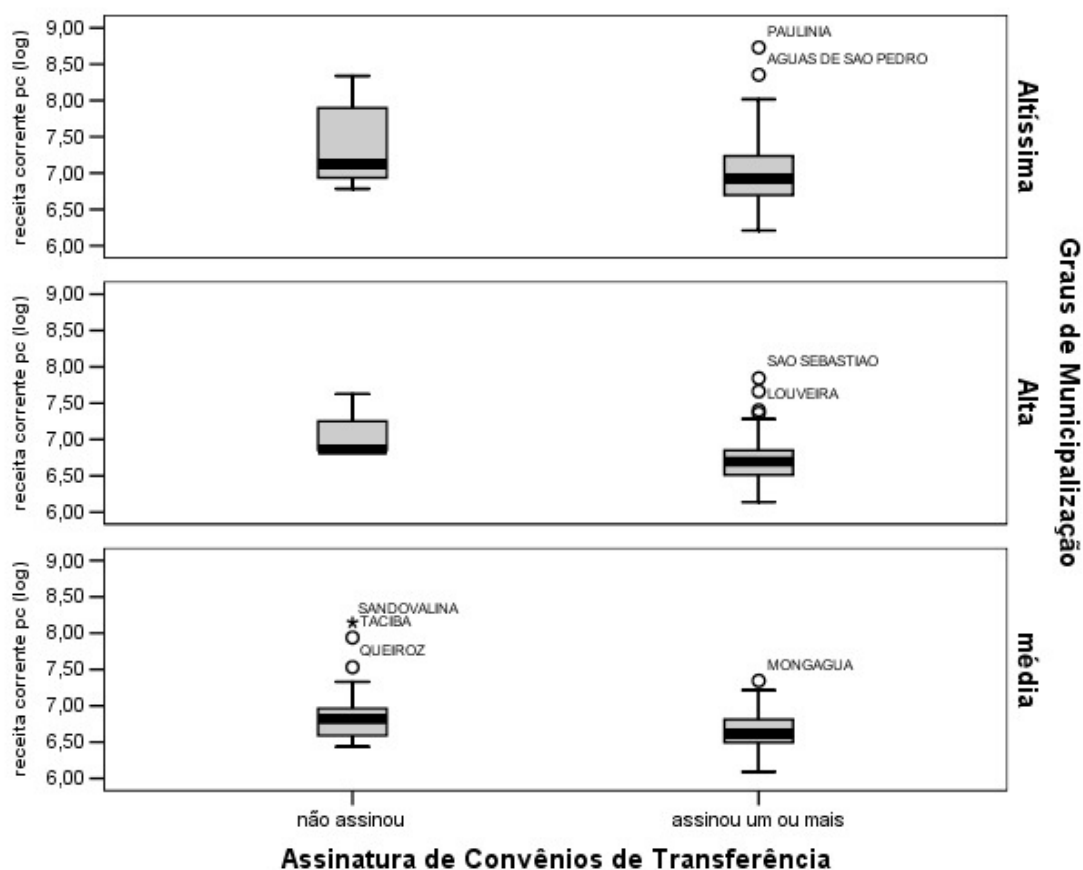 9,00
8,50
8,00
7,50
7,00
6,50
6,00
receita corrente pc (log)
PAULINIA
AGUAS DE SAO PEDRO
Altíssima
9,00
8,50
8,00
7,50
7,00
6,50
6,00
receita corrente pc (log)
SAO SEBASTIAO
LOUVEIRA
Alta
9,00
8,50
8,00
7,50
7,00
6,50
6,00
receita corrente pc (log)
SANDOVALINA
TACIBA
QUEIROZ
MONGAGUA
média
Graus de Municipalização
não assinou
assinou um ou mais
Assinatura de Convênios de Transferência